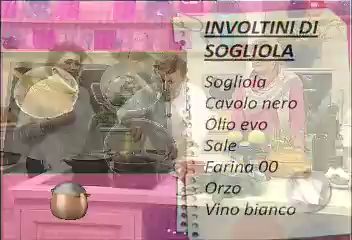 INVOLTINI DI
SOGLIOLA
Sogliola
Cavolo nero
Olio evo
Sale
Farina 00
Orzo
Vino bianco